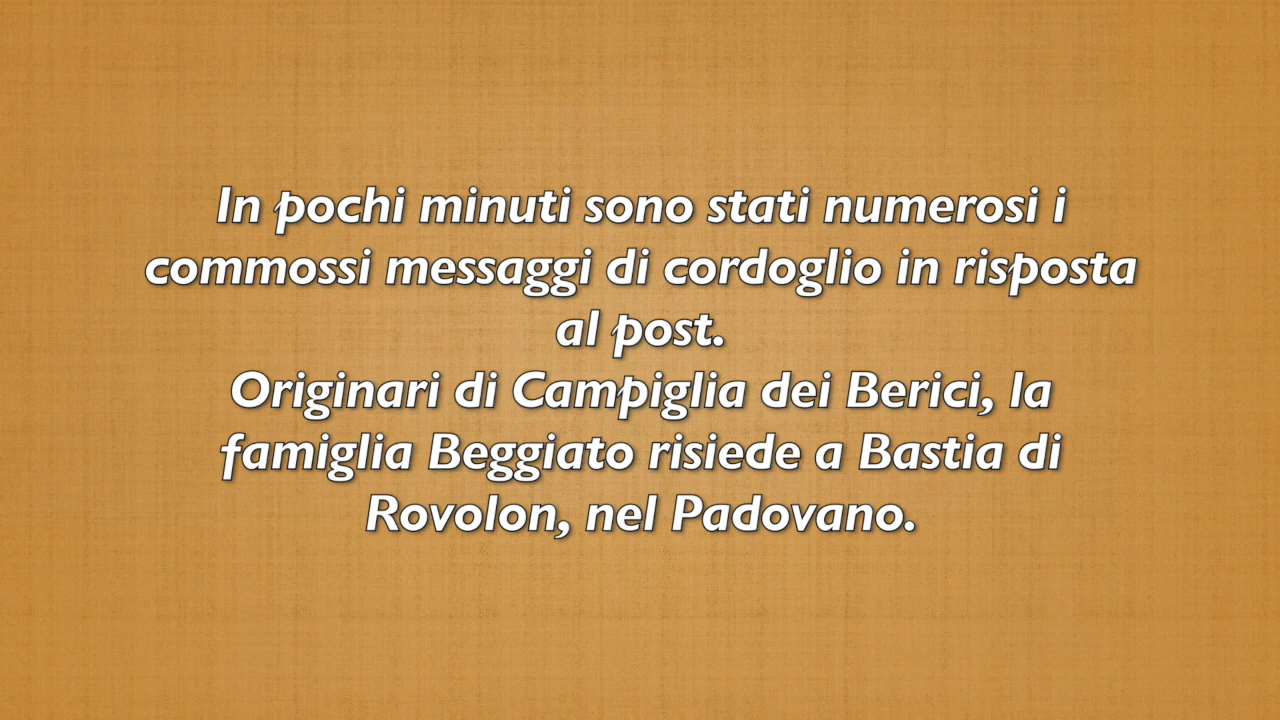 In pochi minuti sono stati numerosi i
commossi messaggi di cordoglio in risposta
al post.
Originari di Campiglia dei Berici, la
famiglia Beggiato risiede a Bastia di
Rovolon, nel Padovano.